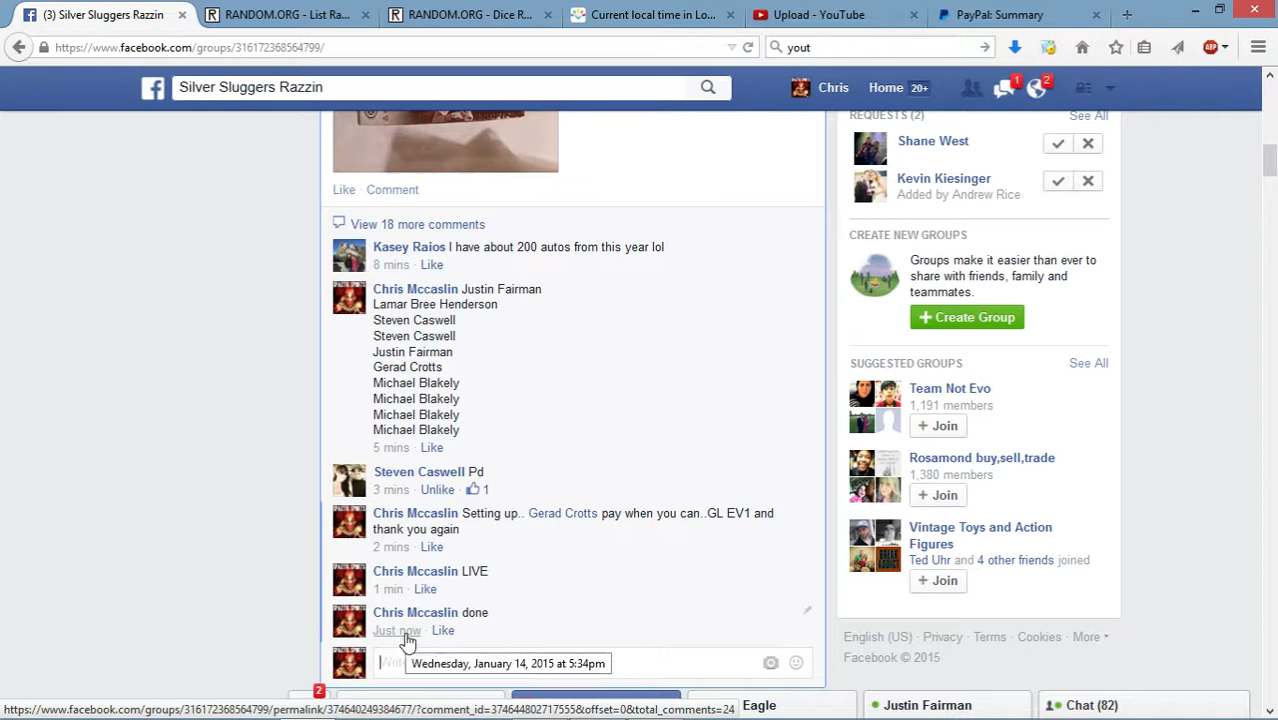 (3) Silver Sluggers Razzin
RANDOM.ORG - List Ra...
RANDOM.ORG - Dice R...
Current local time in Lo...
Upload - YouTube
PayPal: Summary
https://www.facebook.com/groups/316172368564799/
yout
ABP
Silver Sluggers Razzin
Chris
Home 20+
1
2
REQUESTS (2)
See All
Shane West
Kevin Kiesinger
Added by Andrew Rice
Like · Comment
View 18 more comments
Kasey Raios I have about 200 autos from this year lol
8 mins · Like
Chris Mccaslin Justin Fairman
Lamar Bree Henderson
Steven Caswell
Steven Caswell
Justin Fairman
Gerad Crotts
Michael Blakely
Michael Blakely
Michael Blakely
Michael Blakely
5 mins · Like
Steven Caswell Pd
3 mins · Unlike · 1
Chris Mccaslin Setting up.. Gerad Crotts pay when you can..GL EV1 and
thank you again
2 mins · Like
Chris Mccaslin LIVE
1 min · Like
Chris Mccaslin done
Just now · Like
Wednesday, January 14, 2015 at 5:34pm
CREATE NEW GROUPS
Groups make it easier than ever to
share with friends, family and
teammates.
+ Create Group
SUGGESTED GROUPS
See All
Team Not Evo
1,191 members
+ Join
Rosamond buy,sell,trade
1,380 members
+ Join
Vintage Toys and Action
Figures
Ted Uhr and 4 other friends joined
+ Join
English (US) · Privacy · Terms · Cookies · More
Facebook © 2015
2
Eagle
Justin Fairman
Chat (82)
https://www.facebook.com/groups/316172368564799/permalink/374640249384677/?comment_id=374644802717555&offset=0&total_comments=24